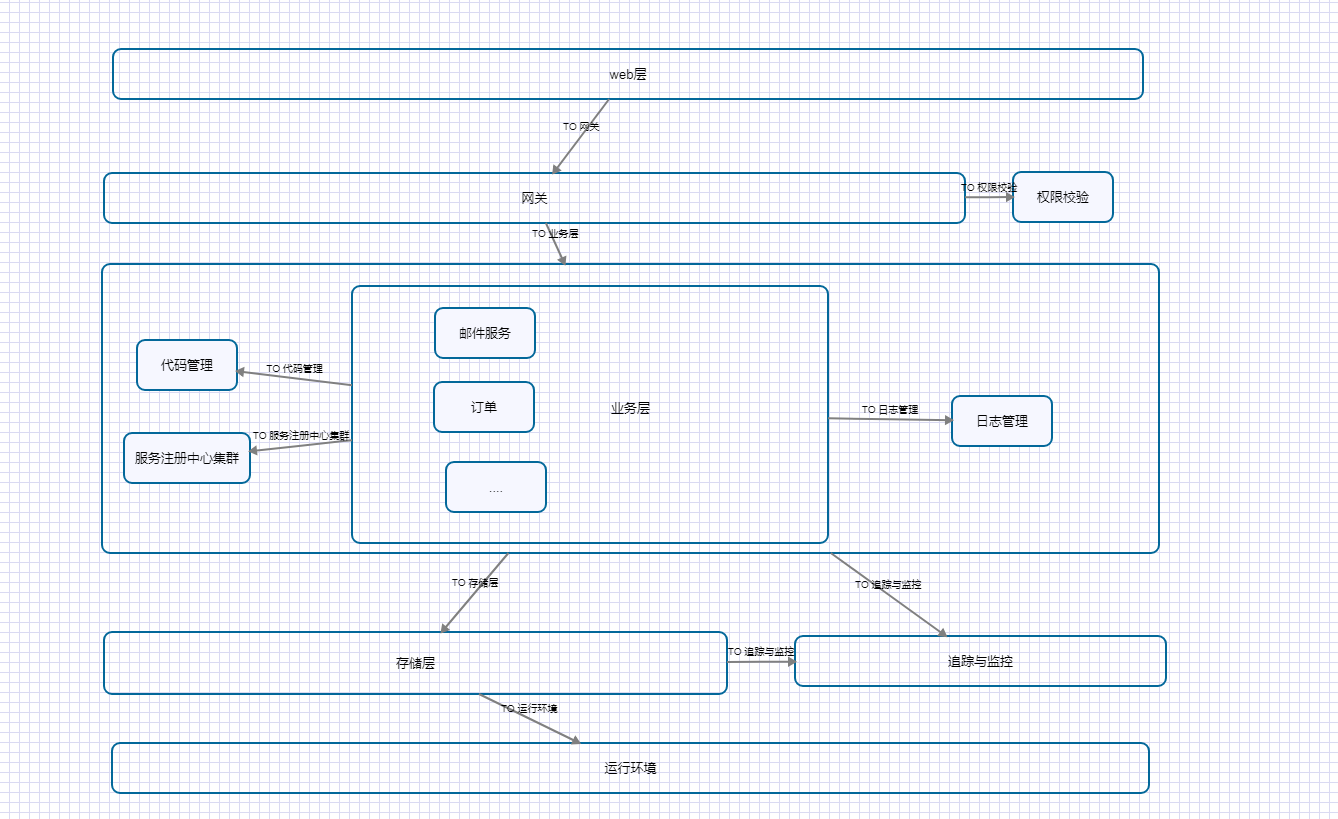 web层
TO 网关
网关
TO 权限校验
权限校验
TO 业务层
邮件服务
代码管理
TO 代码管理
订单
业务层
TO 日志管理
日志管理
TO 服务注册中心集群
服务注册中心集群
....
TO 存储层
TO 追踪与监控
存储层
TO 追踪与监控
追踪与监控
TO 运行环境
运行环境